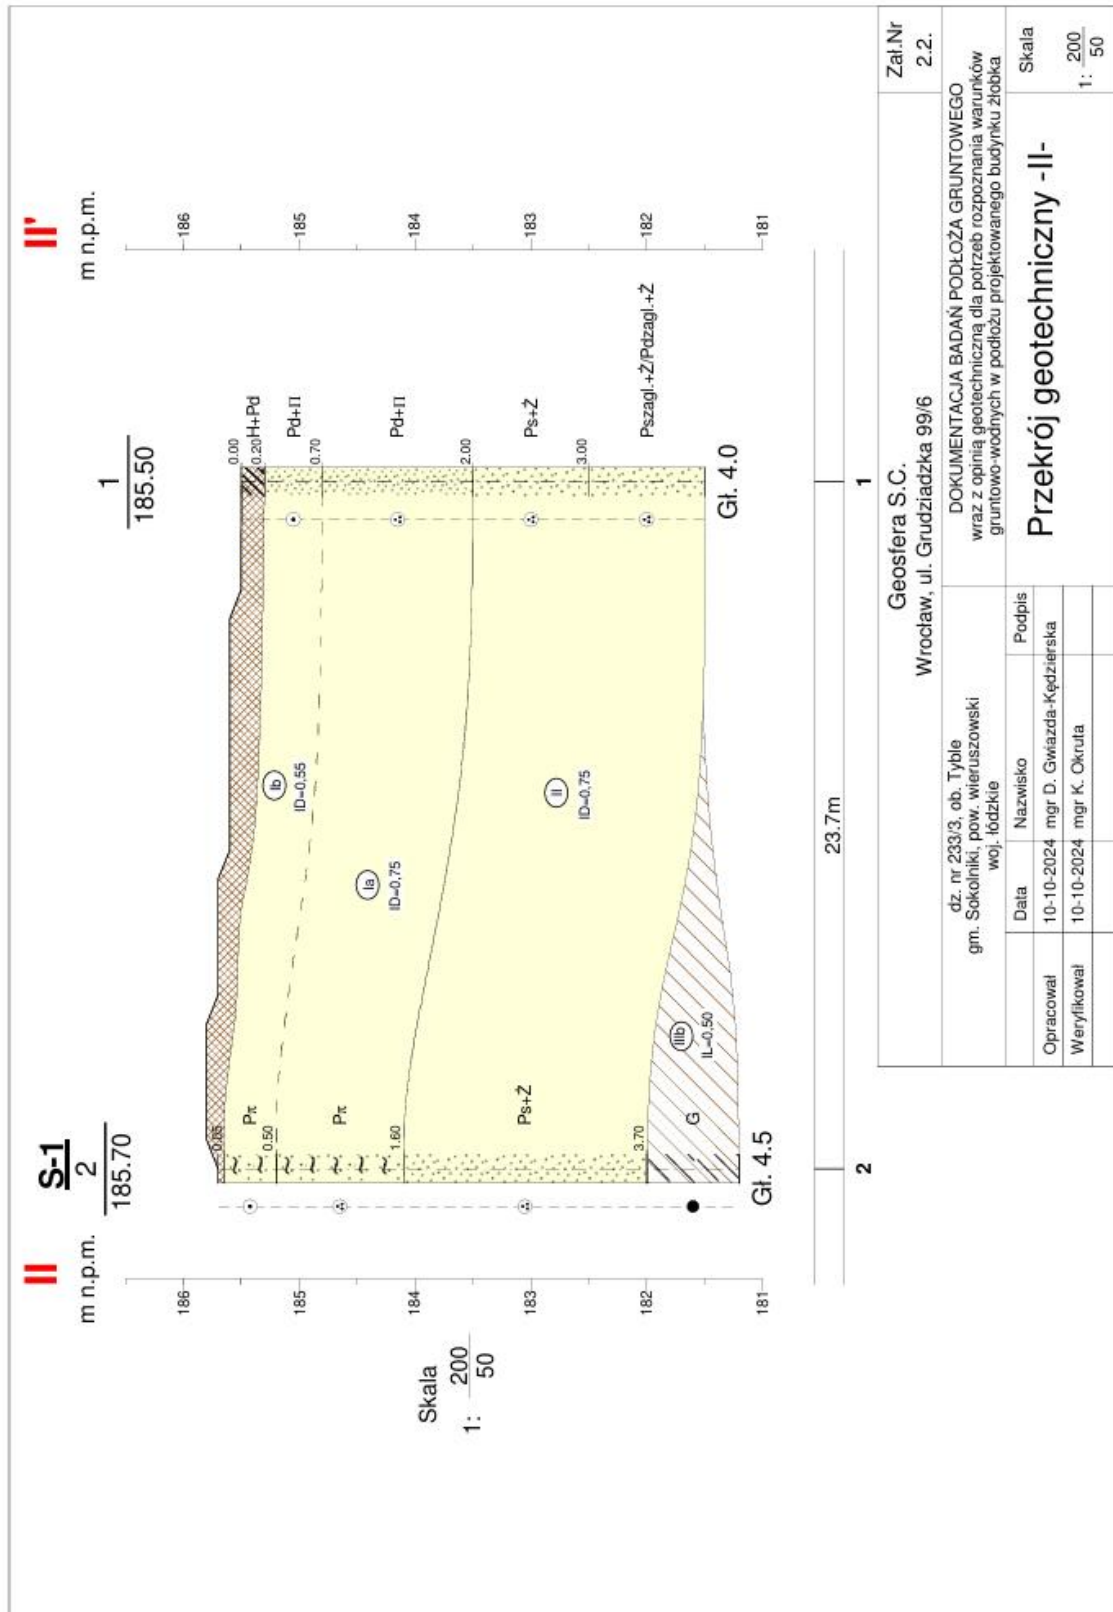 II
II'
m n.p.m.
S-1
2
185.70
1
185.50
m n.p.m.
186
185
184
183
182
181
186
185
184
183
182
181
Skala
1: 200
50
0.05
Pπ
0.50
Pπ
1.60
Ps+Ż
3.70
G
Gł. 4.5
Ib
ID=0,55
Ia
ID=0,75
II
ID=0,75
IIIb
IL=0,50
0.00
0.20
H+Pd
Pd+Π
0.70
Pd+Π
2.00
Ps+Ż
3.00
Pszagl.+Ż/Pdzagl.+Ż
Gł. 4.0
23.7m
2
1
Geosfera S.C.
Wrocław, ul. Grudziadzka 99/6
Zał.Nr
2.2.
dz. nr 233/3, ob. Tyble
gm. Sokolniki, pow. wieruszowski
woj. łódzkie
DOKUMENTACJA BADAŃ PODŁOŻA GRUNTOWEGO
wraz z opinią geotechniczną dla potrzeb rozpoznania warunków
gruntowo-wodnych w podłożu projektowanego budynku żłobka
Data Nazwisko Podpis
Opracował 10-10-2024 mgr D. Gwiazda-Kędzierska
Weryfikował 10-10-2024 mgr K. Okruta
Przekrój geotechniczny -II-
Skala
1: 200
50